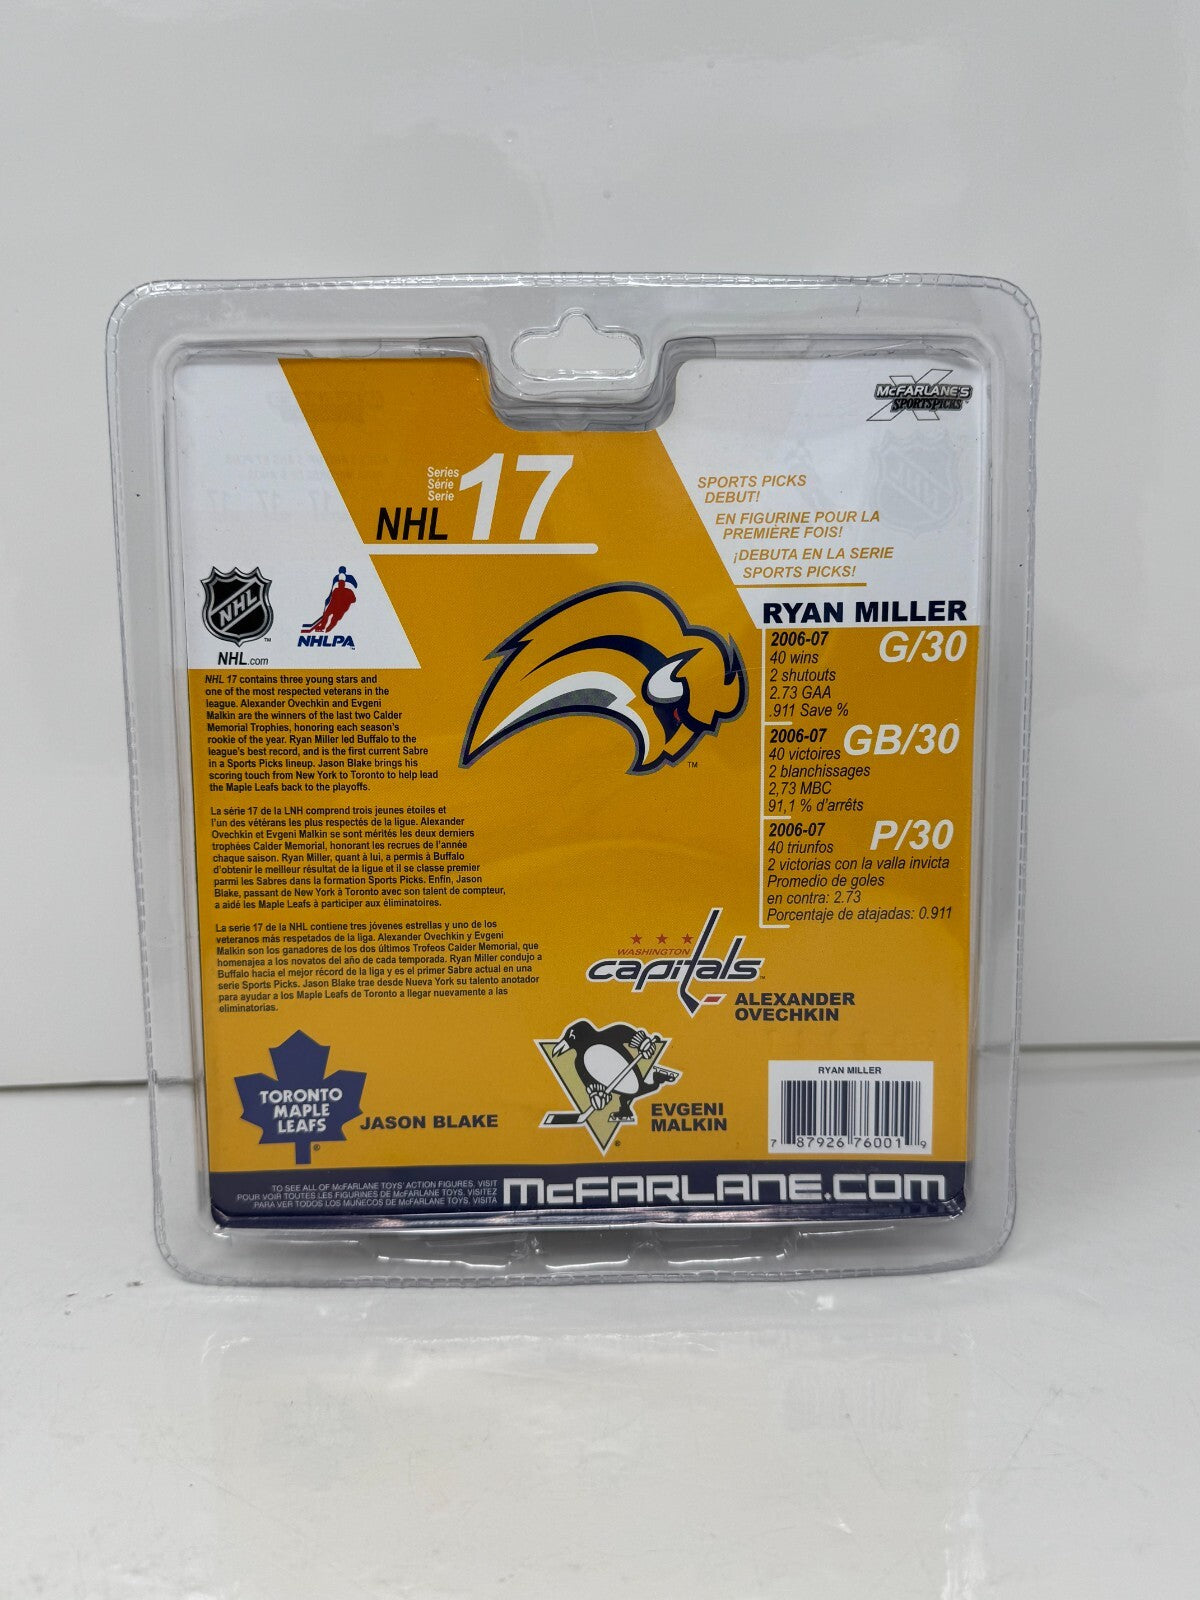 McFARLANE'S
SPORTSPICKS
Series
Série
Serie
NHL 17
SPORTS PICKS
DEBUT!
EN FIGURINE POUR LA
PREMIÈRE FOIS!
¡DEBUTA EN LA SERIE
SPORTS PICKS!
NHL
NHL.com
NHLPA
RYAN MILLER
G/30
2006-07
40 wins
2 shutouts
2.73 GAA
.911 Save %
GB/30
2006-07
40 victoires
2 blanchissages
2,73 MBC
91,1 % d'arrêts
P/30
2006-07
40 triunfos
2 victorias con la valla invicta
Promedio de goles
en contra: 2.73
Porcentaje de atajadas: 0.911
NHL 17 contains three young stars and
one of the most respected veterans in the
league. Alexander Ovechkin and Evgeni
Malkin are the winners of the last two Calder
Memorial Trophies, honoring each season's
rookie of the year. Ryan Miller led Buffalo to the
league's best record, and is the first current Sabre
in a Sports Picks lineup. Jason Blake brings his
scoring touch from New York to Toronto to help lead
the Maple Leafs back to the playoffs.
La série 17 de la LNH comprend trois jeunes étoiles et
l'un des vétérans les plus respectés de la ligue. Alexander
Ovechkin et Evgeni Malkin se sont mérités les deux derniers
trophées Calder Memorial, honorant les recrues de l'année
chaque saison. Ryan Miller, quant à lui, a permis à Buffalo
d'obtenir le meilleur résultat de la ligue et il se classe premier
parmi les Sabres dans la formation Sports Picks. Enfin, Jason
Blake, passant de New York à Toronto avec son talent de compteur,
a aidé les Maple Leafs à participer aux éliminatoires.
La serie 17 de la NHL contiene tres jóvenes estrellas y uno de los
veteranos más respetados de la liga. Alexander Ovechkin y Evgeni
Malkin son los ganadores de los dos últimos Trofeos Calder Memorial, que
homenajea a los novatos del año de cada temporada. Ryan Miller condujo a
Buffalo hacia el mejor récord de la liga y es el primer Sabre actual en una
serie Sports Picks. Jason Blake trae desde Nueva York su talento anotador
para ayudar a los Maple Leafs de Toronto a llegar nuevamente a las
eliminatorias.
TM
WASHINGTON
capitals
ALEXANDER
OVECHKIN
TORONTO
MAPLE
LEAFS
JASON BLAKE
EVGENI
MALKIN
RYAN MILLER
7 87926 76001 9
TO SEE ALL OF McFARLANE TOYS' ACTION FIGURES, VISIT
POUR VOIR TOUTES LES FIGURINES DE McFARLANE TOYS, VISITEZ
PARA VER TODOS LOS MUÑECOS DE McFARLANE TOYS, VISITA
McFARLANE.COM